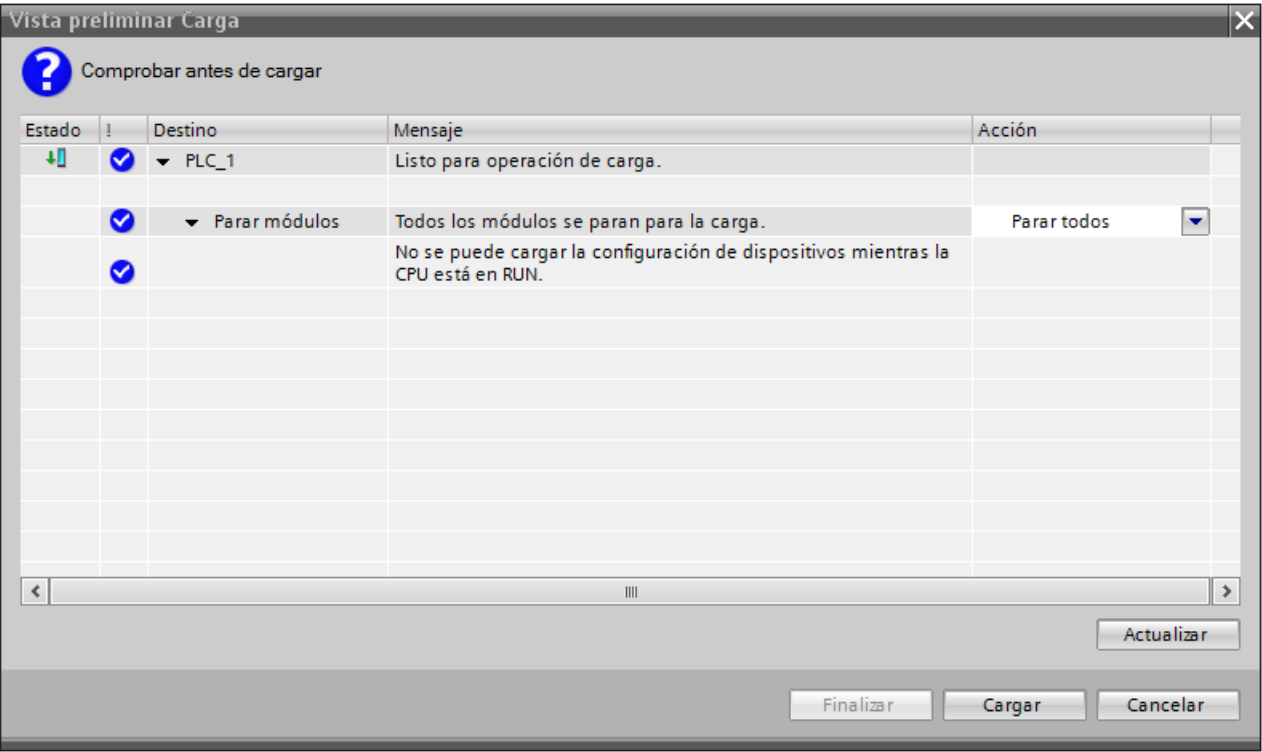 Vista preliminar Carga
Comprobar antes de cargar
Estado ! Destino Mensaje Acción
PLC_1 Listo para operación de carga.
Parar módulos Todos los módulos se paran para la carga. Parar todos
No se puede cargar la configuración de dispositivos mientras la
CPU está en RUN.
Actualizar
Finalizar Cargar Cancelar